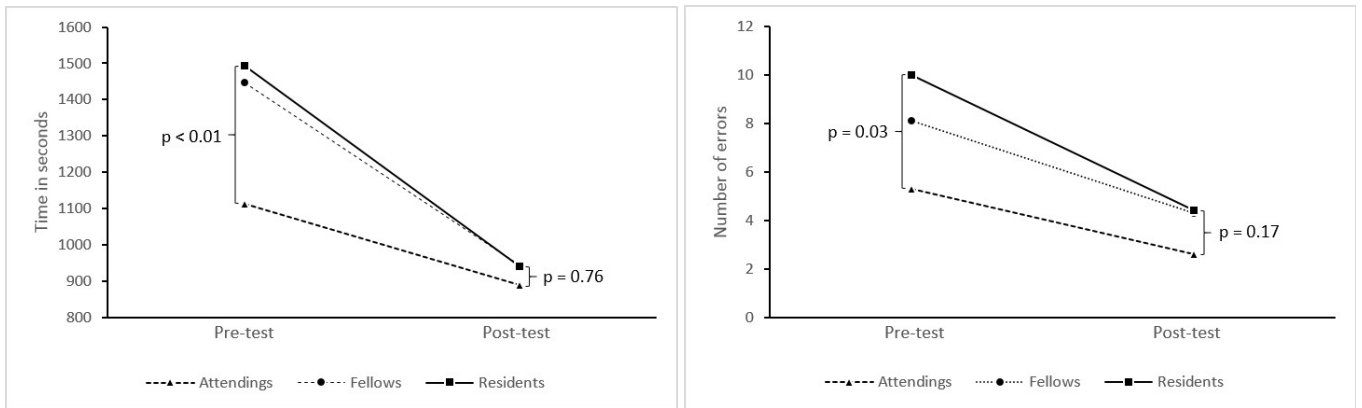 1600
1500
1400
1300
1200
1100
1000
900
800
Time in seconds
p < 0.01
p = 0.76
Pre-test Post-test
Attendings Fellows Residents
12
10
8
6
4
2
0
Number of errors
p = 0.03
p = 0.17
Pre-test Post-test
Attendings Fellows Residents